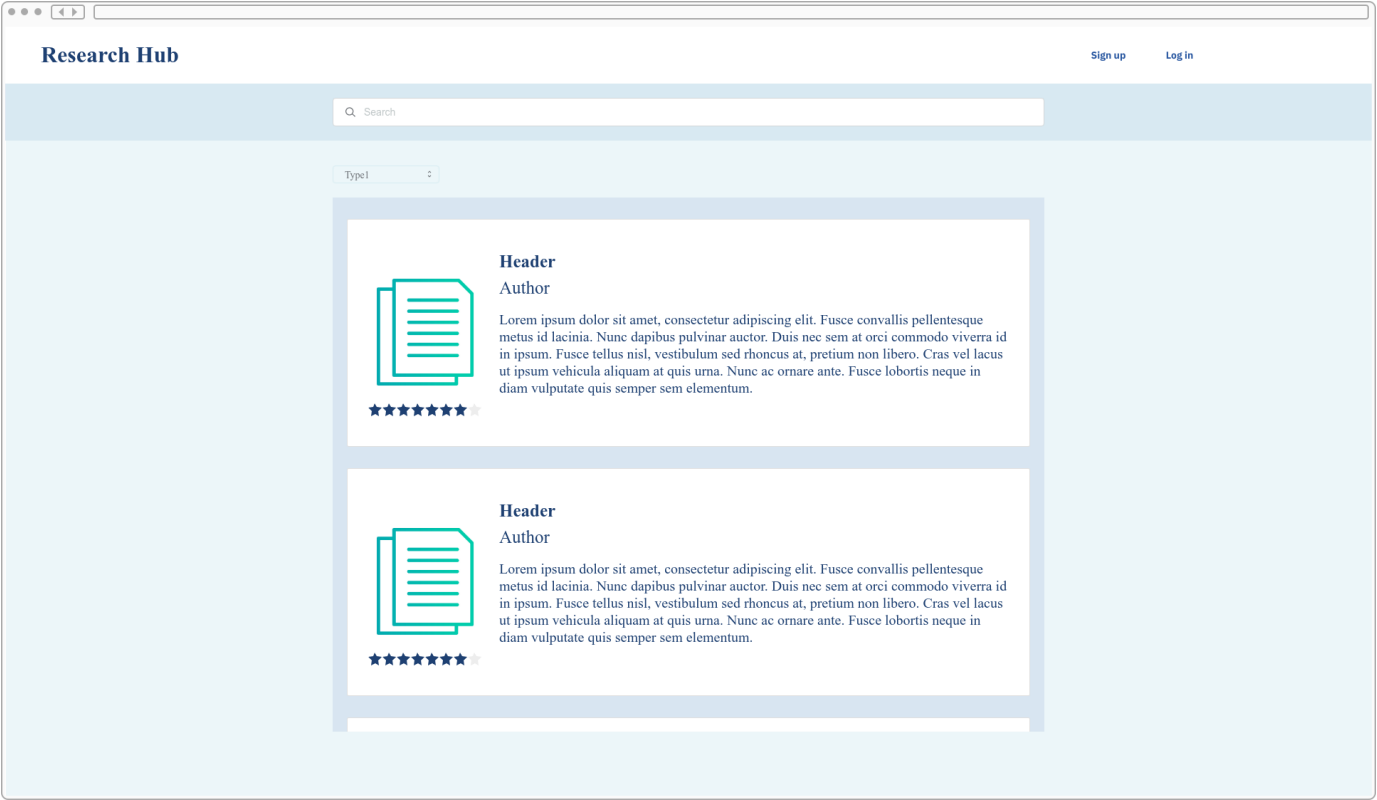 Research Hub
Sign up
Log in
Search
Type1
Header
Author
Lorem ipsum dolor sit amet, consectetur adipiscing elit. Fusce convallis pellentesque
metus id lacinia. Nunc dapibus pulvinar auctor. Duis nec sem at orci commodo viverra id
in ipsum. Fusce tellus nisl, vestibulum sed rhoncus at, pretium non libero. Cras vel lacus
ut ipsum vehicula aliquam at quis urna. Nunc ac ornare ante. Fusce lobortis neque in
diam vulputate quis semper sem elementum.
Header
Author
Lorem ipsum dolor sit amet, consectetur adipiscing elit. Fusce convallis pellentesque
metus id lacinia. Nunc dapibus pulvinar auctor. Duis nec sem at orci commodo viverra id
in ipsum. Fusce tellus nisl, vestibulum sed rhoncus at, pretium non libero. Cras vel lacus
ut ipsum vehicula aliquam at quis urna. Nunc ac ornare ante. Fusce lobortis neque in
diam vulputate quis semper sem elementum.